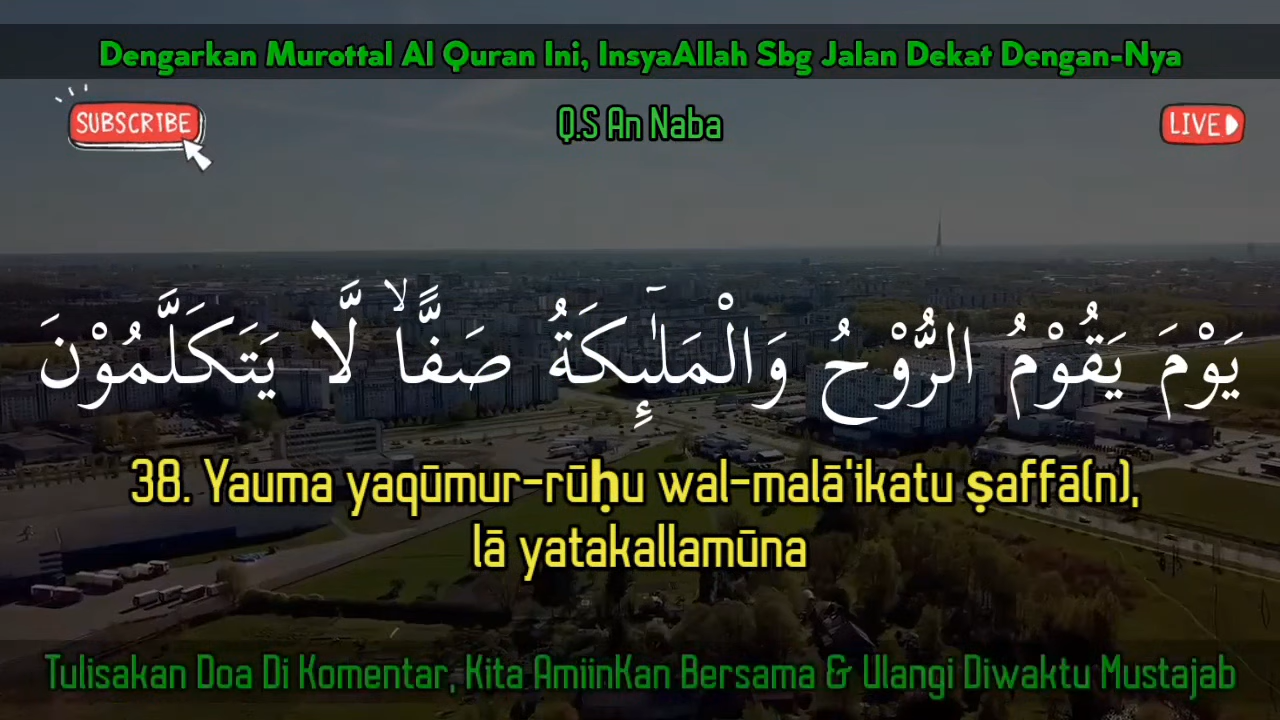 Dengarkan Murottal Al Quran Ini, InsyaAllah Sbg Jalan Dekat Dengan-Nya
SUBSCRIBE
Q.S An Naba
LIVE
يَوْمَ يَقُوْمُ الرُّوْحُ وَالْمَلٰۤىِٕكَةُ صَفًّاۙ لَّا يَتَكَلَّمُوْنَ
38. Yauma yaqūmur-rūḥu wal-malā'ikatu ṣaffā(n),
lā yatakallamūna
Tulisakan Doa Di Komentar, Kita AmiinKan Bersama & Ulangi Diwaktu Mustajab